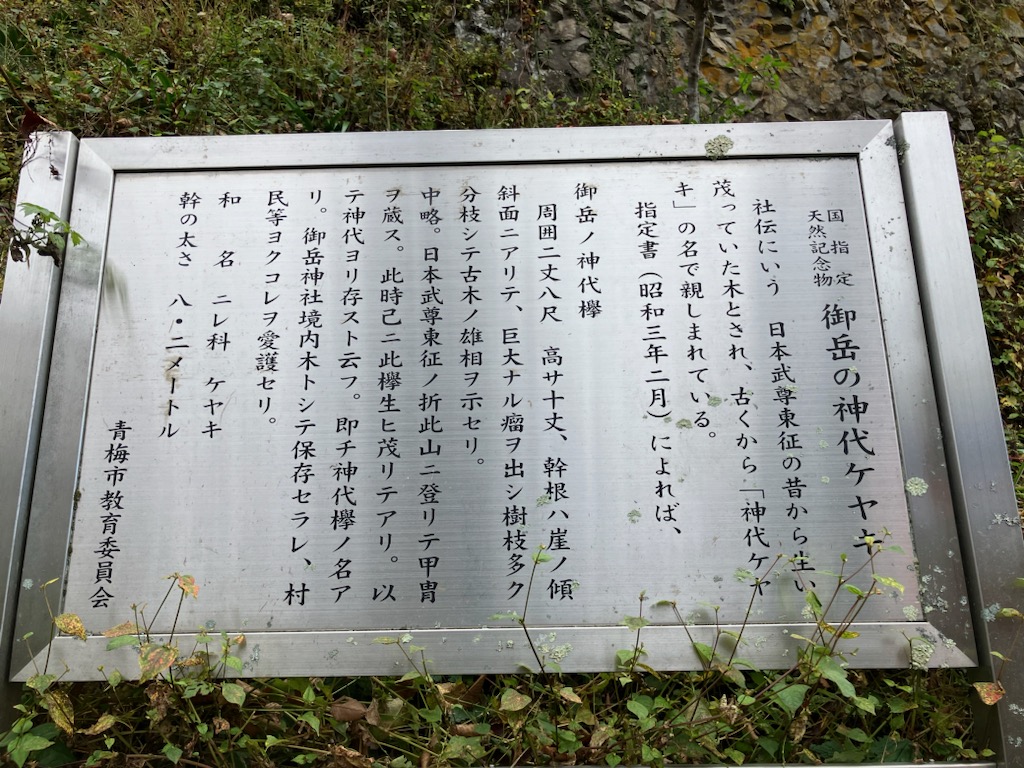 国指定
天然記念物
御岳の神代ケヤキ
社伝にいう 日本武尊東征の昔から生い
茂っていた木とされ、古くから「神代ケヤ
キ」の名で親しまれている。
指定書(昭和三年二月)によれば、
御岳ノ神代欅
周囲二丈八尺 高サ十丈、幹根ハ崖ノ傾
斜面ニアリテ、巨大ナル瘤ヲ出シ樹枝多ク
分枝シテ古木ノ雄相ヲ示セリ。
中略。日本武尊東征ノ折此山ニ登リテ甲冑
ヲ蔵ス。此時已ニ此欅生ヒ茂リテアリ。以
テ神代ヨリ存スト云フ。即チ神代欅ノ名ア
リ。御岳神社境内木トシテ保存セラレ、村
民等ヨクコレヲ愛護セリ。
和名 ニレ科 ケヤキ
幹の太さ 八・二メートル
青梅市教育委員会